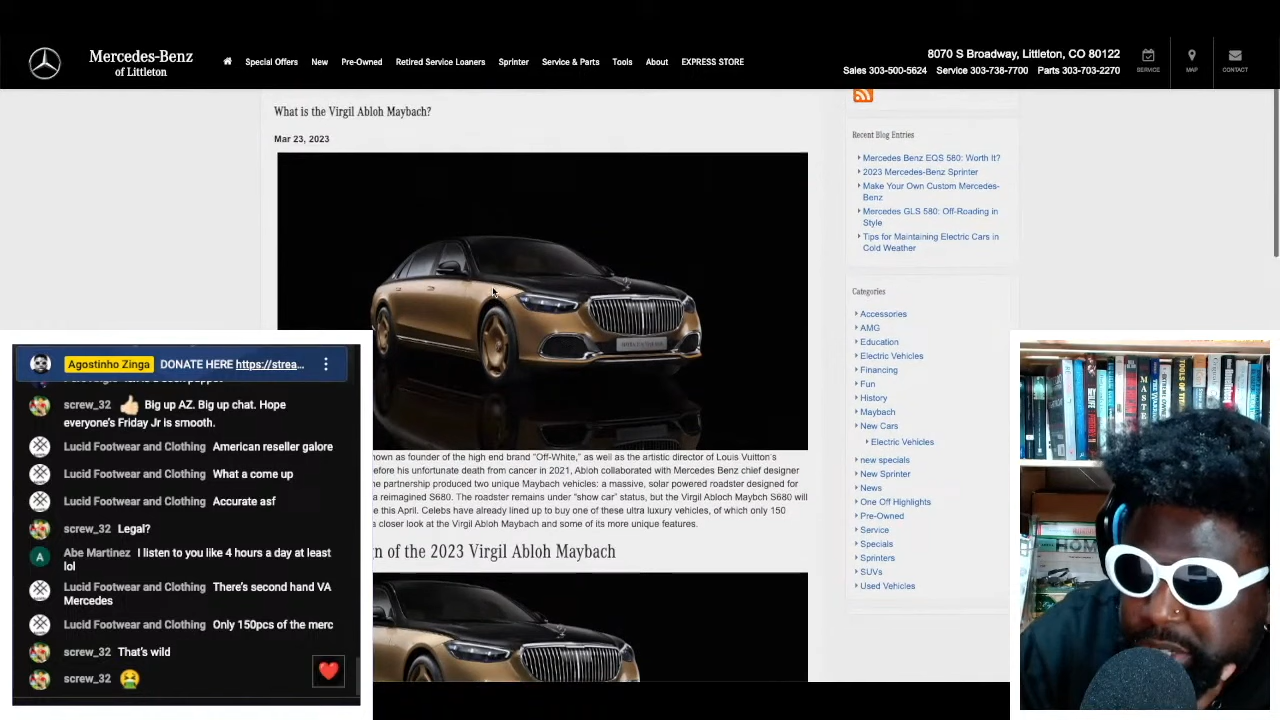 Mercedes-Benz
of Littleton
Special Offers New Pre-Owned Retired Service Loaners Sprinter Service & Parts Tools About EXPRESS STORE
8070 S Broadway, Littleton, CO 80122
Sales 303-500-5624 Service 303-738-7700 Parts 303-703-2270
SERVICE MAP CONTACT
What is the Virgil Abloh Maybach?
Mar 23, 2023
hown as founder of the high end brand "Off-White," as well as the artistic director of Louis Vuitton's
efore his unfortunate death from cancer in 2021, Abloh collaborated with Mercedes Benz chief designer
he partnership produced two unique Maybach vehicles: a massive, solar powered roadster designed for
a reimagined S680. The roadster remains under "show car" status, but the Virgil Abloch Maybch S680 will
e this April. Celebs have already lined up to buy one of these ultra luxury vehicles, of which only 150
a closer look at the Virgil Abloh Maybach and some of its more unique features.
gn of the 2023 Virgil Abloh Maybach
Recent Blog Entries
Mercedes Benz EQS 580: Worth It?
2023 Mercedes-Benz Sprinter
Make Your Own Custom Mercedes-
Benz
Mercedes GLS 580: Off-Roading in
Style
Tips for Maintaining Electric Cars in
Cold Weather
Categories
Accessories
AMG
Education
Electric Vehicles
Financing
Fun
History
Maybach
New Cars
Electric Vehicles
new specials
New Sprinter
News
One Off Highlights
Pre-Owned
Service
Specials
Sprinters
SUVs
Used Vehicles
Agostinho Zinga DONATE HERE https://strea...
screw_32 Big up AZ. Big up chat. Hope
everyone's Friday Jr is smooth.
Lucid Footwear and Clothing American reseller galore
Lucid Footwear and Clothing What a come up
Lucid Footwear and Clothing Accurate asf
screw_32 Legal?
A Abe Martinez I listen to you like 4 hours a day at least
lol
Lucid Footwear and Clothing There's second hand VA
Mercedes
Lucid Footwear and Clothing Only 150pcs of the merc
screw_32 That's wild
screw_32